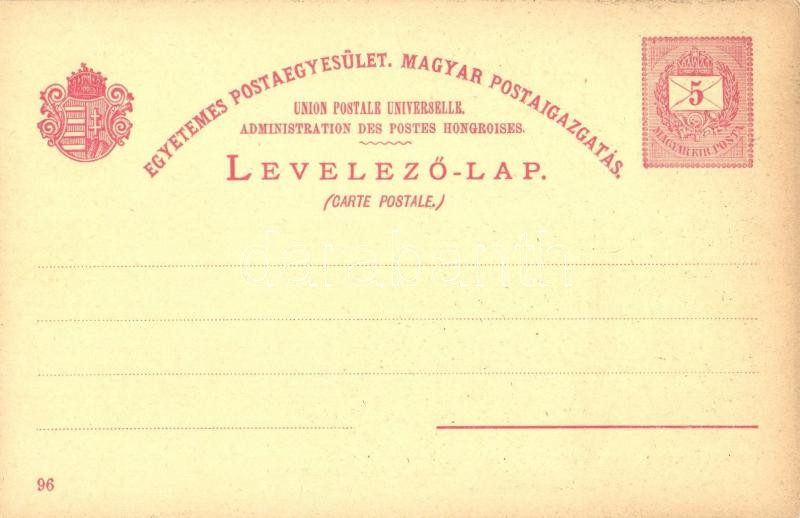 EGYETEMES POSTAEGYESÜLET. MAGYAR POSTAIGAZGATÁS.
UNION POSTALE UNIVERSELLE.
ADMINISTRATION DES POSTES HONGROISES.
LEVELEZŐ-LAP.
(CARTE POSTALE.)
5
MAGYAR KIR. POSTA
darabanth
96